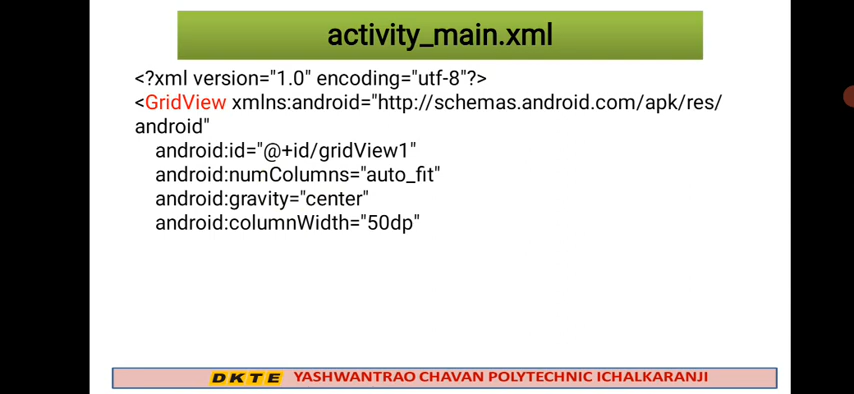 activity_main.xml
<?xml version="1.0" encoding="utf-8"?>
<GridView xmlns:android="http://schemas.android.com/apk/res/
android"
android:id="@+id/gridView1"
android:numColumns="auto_fit"
android:gravity="center"
android:columnWidth="50dp"
DKTE YASHWANTRAO CHAVAN POLYTECHNIC ICHALKARANJI